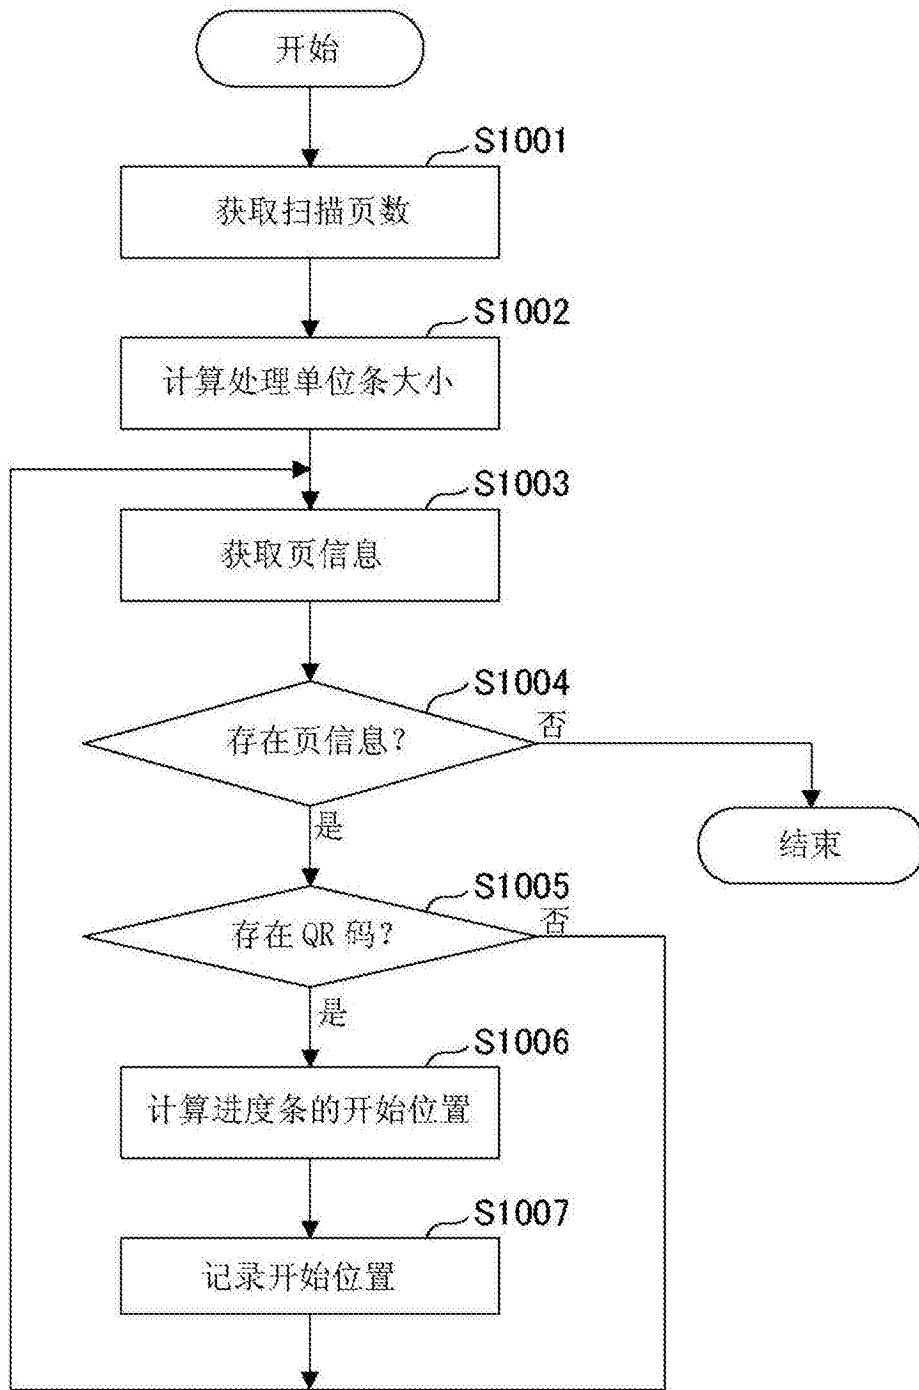 开始
S1001
获取扫描页数
S1002
计算处理单位条大小
S1003
获取页信息
S1004
存在页信息？
否
是
结束
S1005
存在 QR 码？
否
是
S1006
计算进度条的开始位置
S1007
记录开始位置